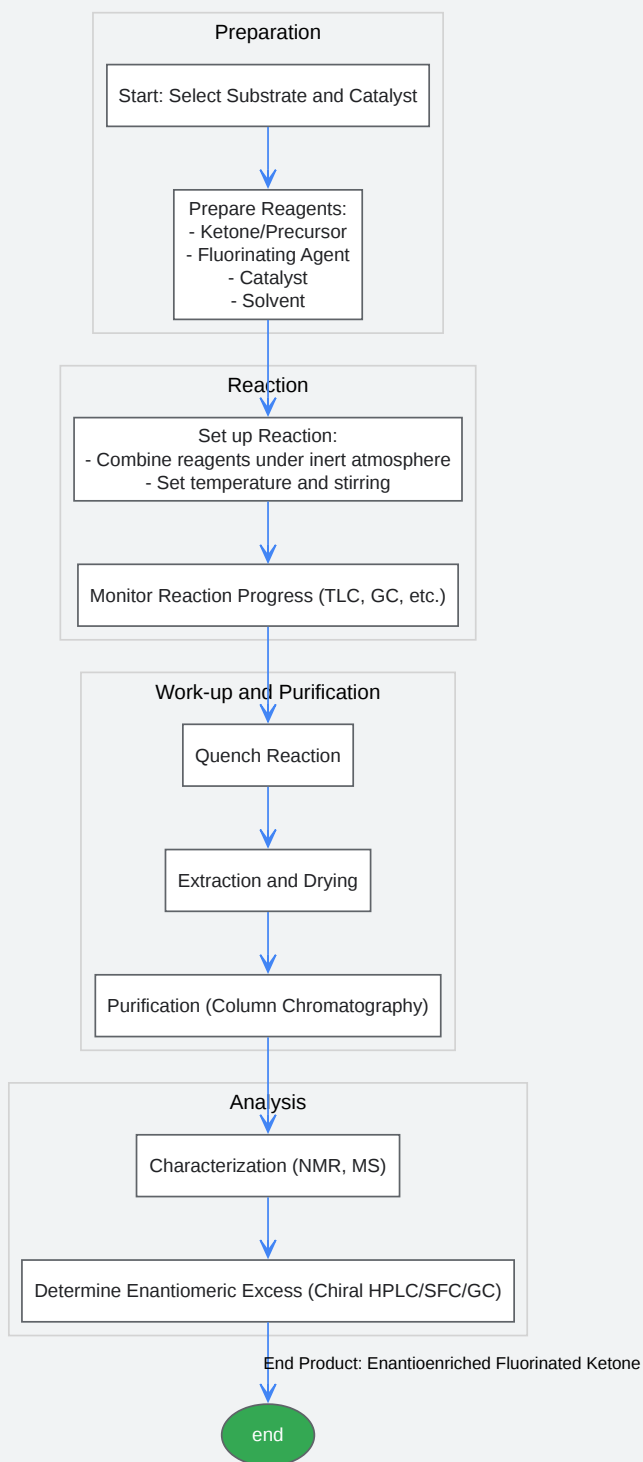 Preparation
Start: Select Substrate and Catalyst
Prepare Reagents:
- Ketone/Precursor
- Fluorinating Agent
- Catalyst
- Solvent
Reaction
Set up Reaction:
- Combine reagents under inert atmosphere
- Set temperature and stirring
Monitor Reaction Progress (TLC, GC, etc.)
Work-up and Purification
Quench Reaction
Extraction and Drying
Purification (Column Chromatography)
Analysis
Characterization (NMR, MS)
Determine Enantiomeric Excess (Chiral HPLC/SFC/GC)
End Product: Enantioenriched Fluorinated Ketone
end